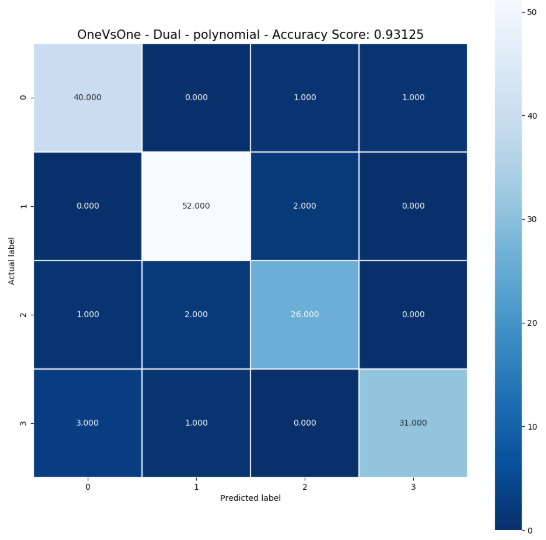 OneVsOne - Dual - polynomial - Accuracy Score: 0.93125
50
40
30
20
10
0
Actual label
0
1
2
3
40.000 0.000 1.000 1.000
0.000 52.000 2.000 0.000
1.000 2.000 26.000 0.000
3.000 1.000 0.000 31.000
0 1 2 3
Predicted label